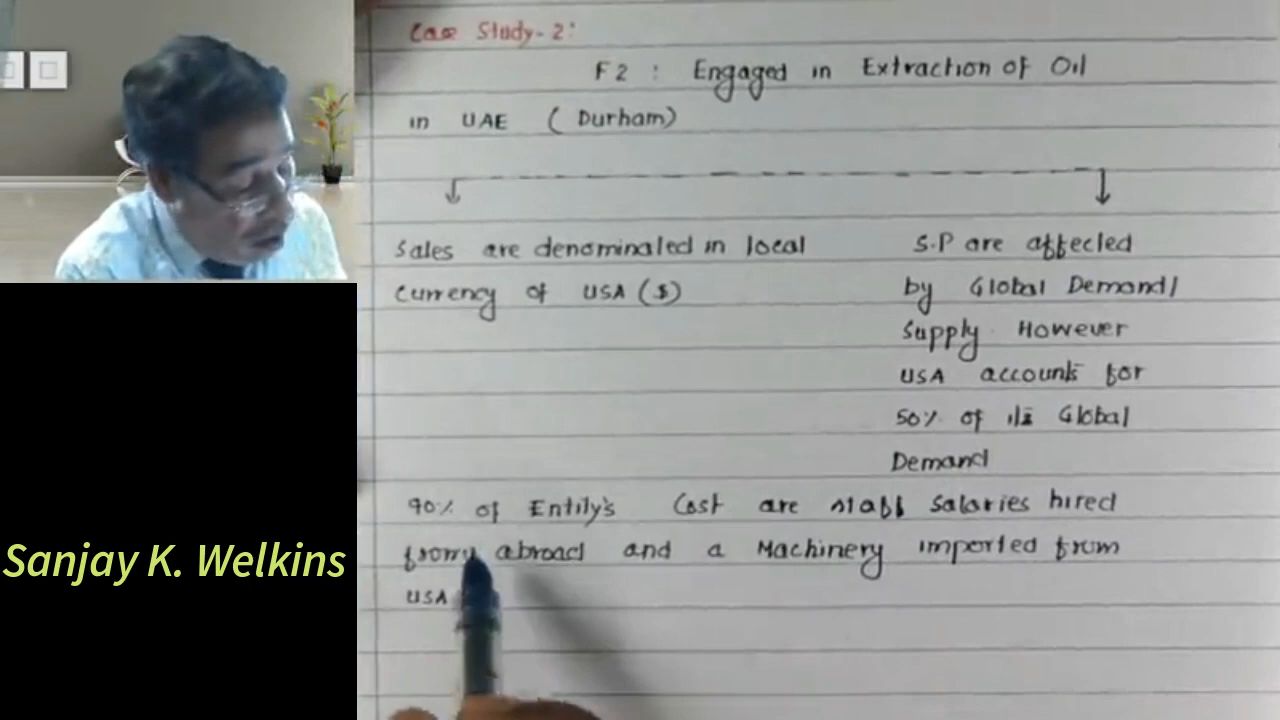 Case Study-2:
F2 : Engaged in Extraction of Oil
in UAE (Durham)
Sales are denominated in local
currency of USA ($)
S.P are affected
by Global Demand/
Supply. However
USA accounts for
50% of its Global
Demand
90% of Entity's Cost are staff salaries hired
from abroad and a Machinery imported from
USA
Sanjay K. Welkins